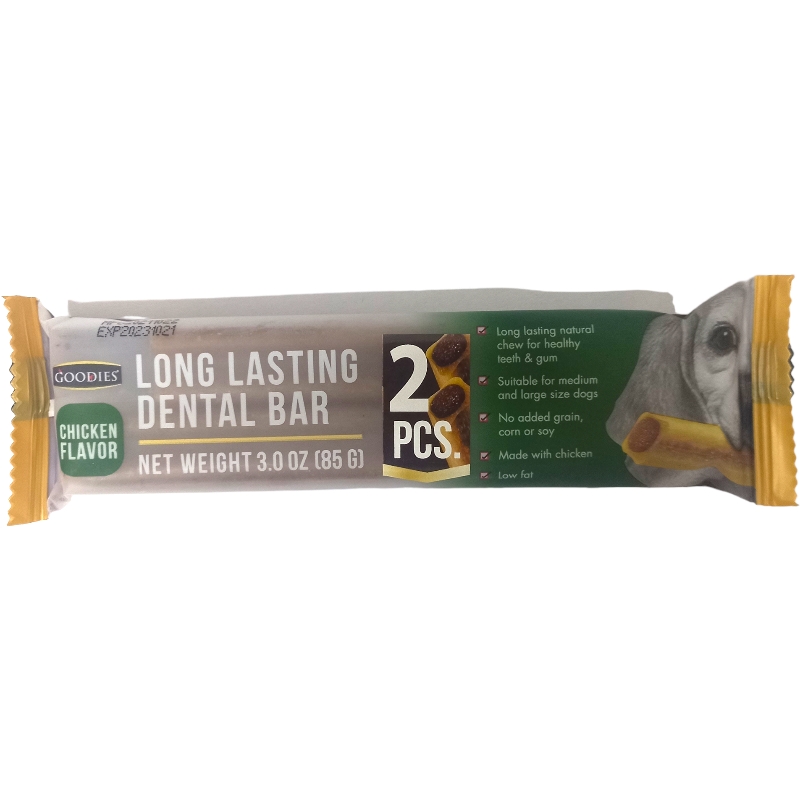 EXP20231021
GOODIES
CHICKEN
FLAVOR
LONG LASTING
DENTAL BAR
NET WEIGHT 3.0 OZ (85 G)
2
PCS.
Long lasting natural
chew for healthy
teeth & gum
Suitable for medium
and large size dogs
No added grain,
corn or soy
Made with chicken
Low fat